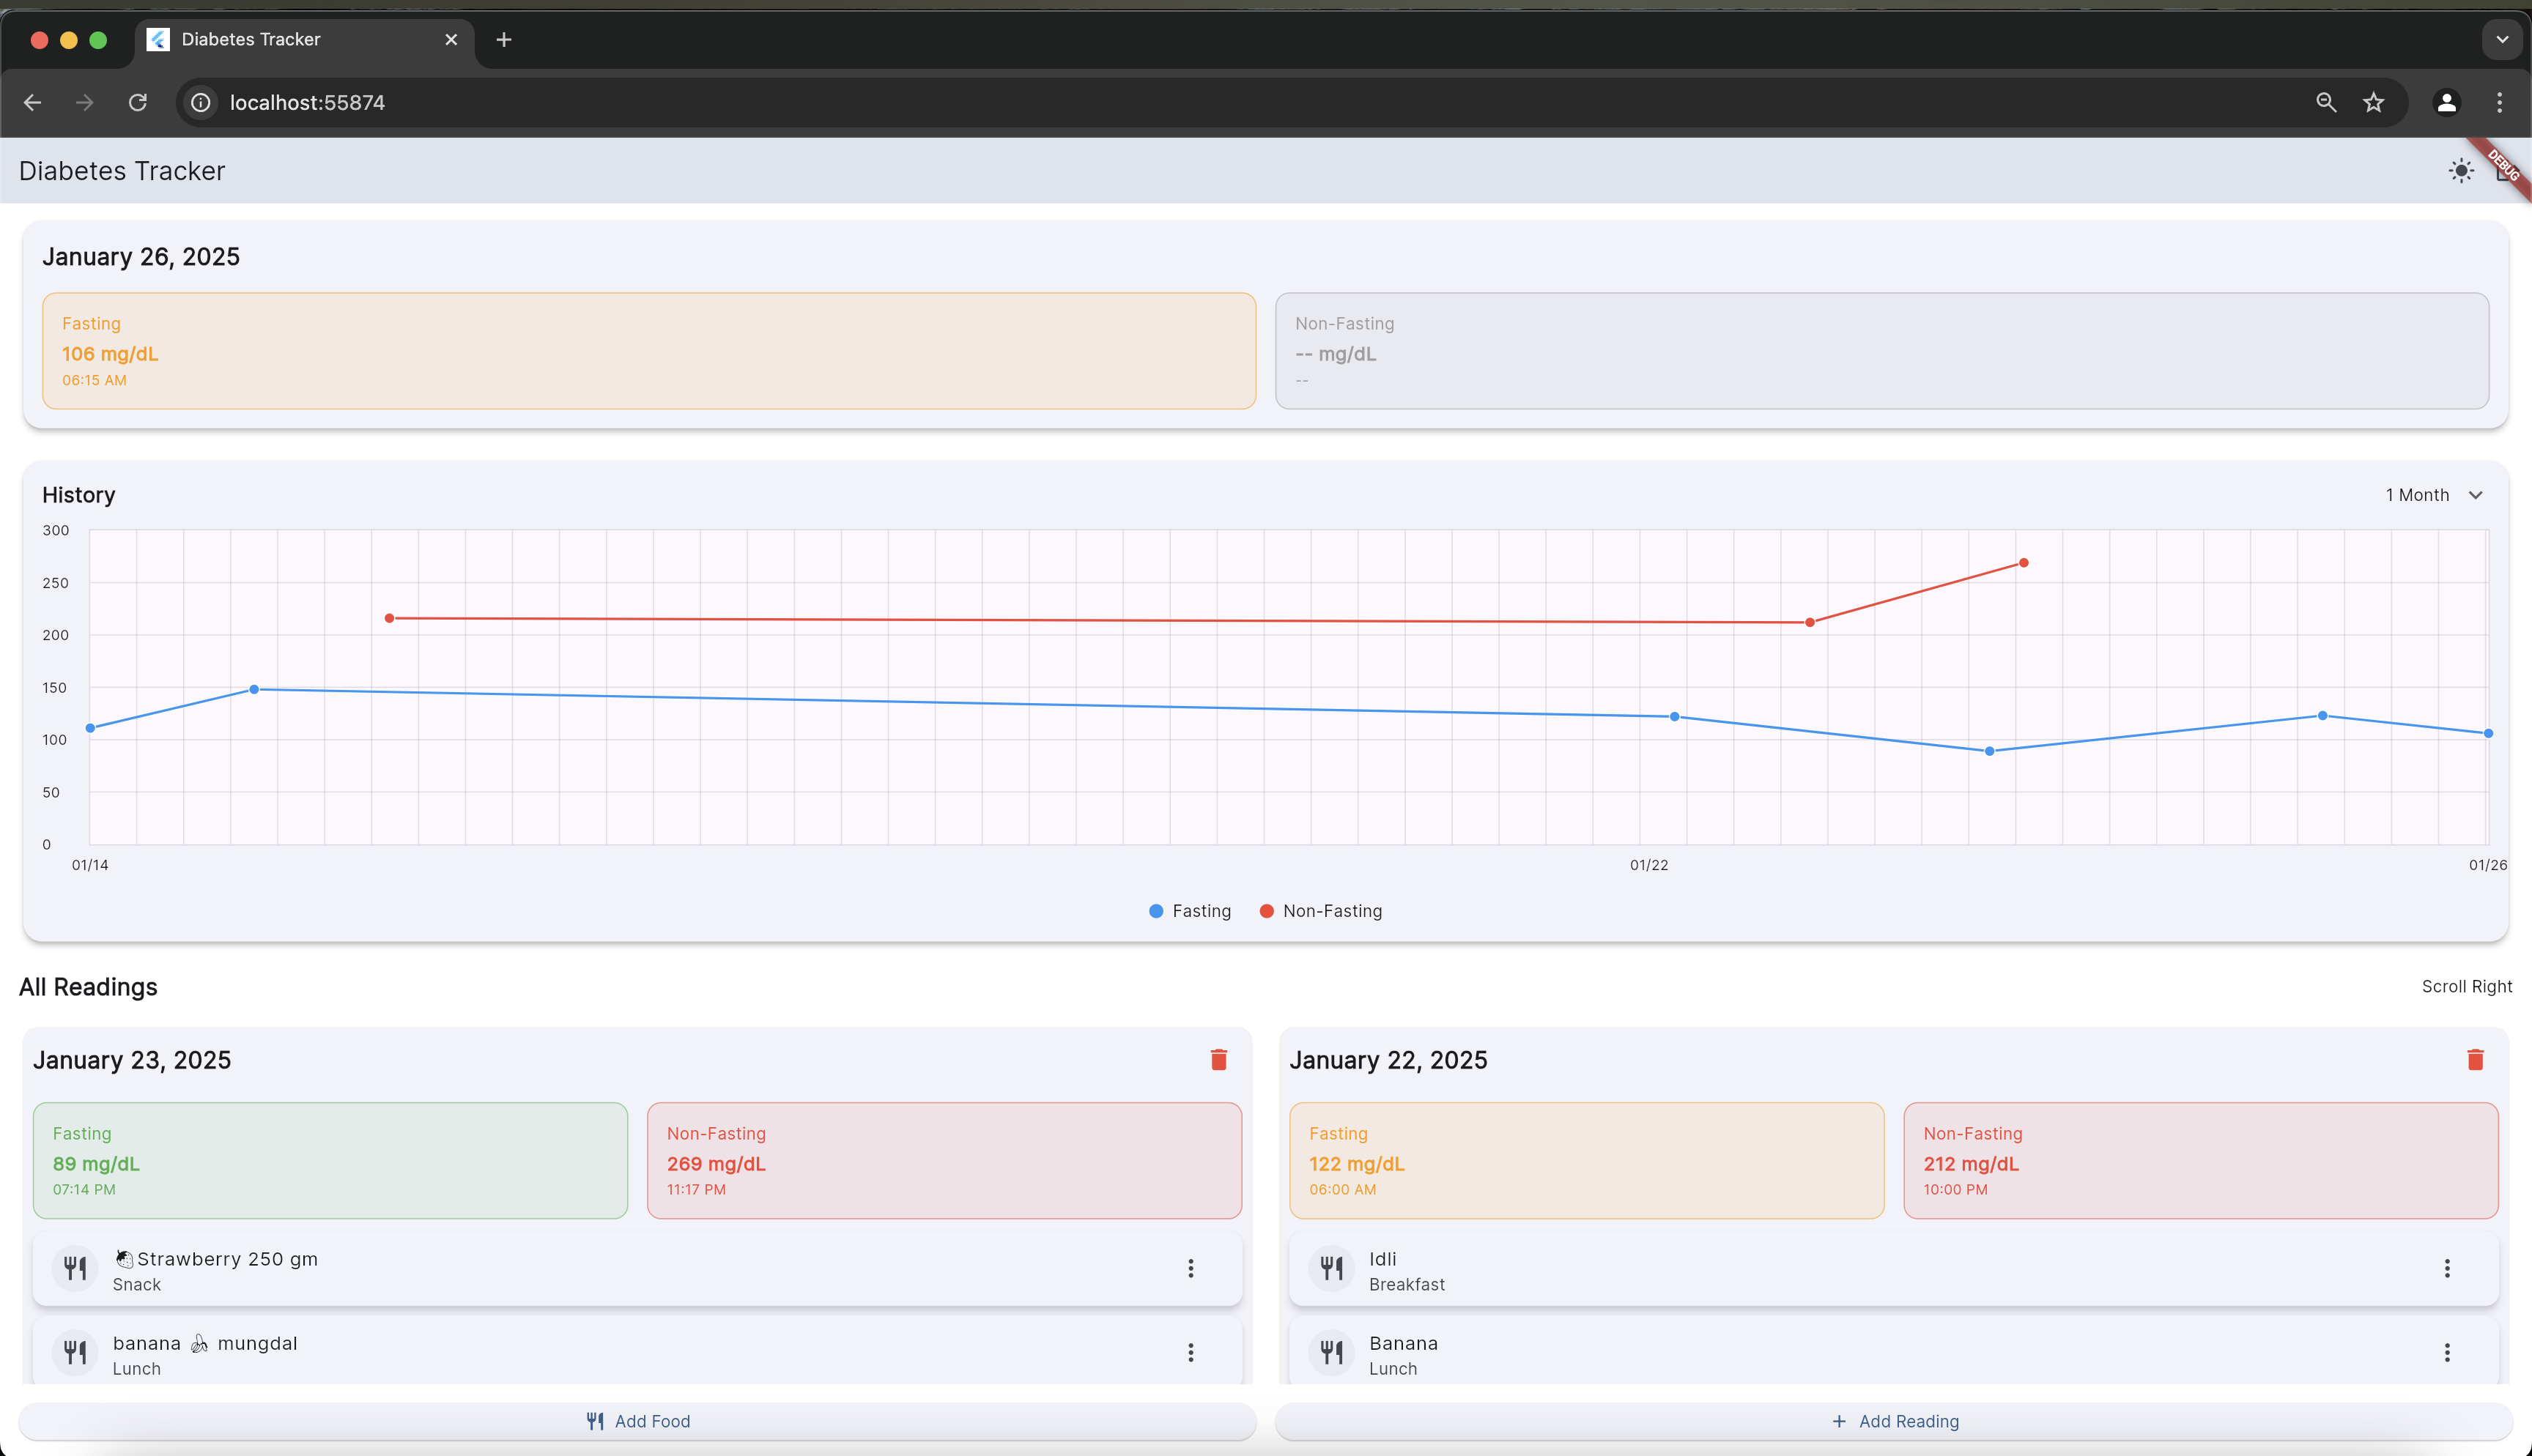 Diabetes Tracker
localhost:55874
Diabetes Tracker
DEBUG
January 26, 2025
Fasting
106 mg/dL
06:15 AM
Non-Fasting
-- mg/dL
--
History
1 Month
300
250
200
150
100
50
0
01/14
01/22
01/26
Fasting
Non-Fasting
All Readings
Scroll Right
January 23, 2025
Fasting
89 mg/dL
07:14 PM
Non-Fasting
269 mg/dL
11:17 PM
🍓Strawberry 250 gm
Snack
banana 🍌 mungdal
Lunch
January 22, 2025
Fasting
122 mg/dL
06:00 AM
Non-Fasting
212 mg/dL
10:00 PM
Idli
Breakfast
Banana
Lunch
Add Food
+ Add Reading